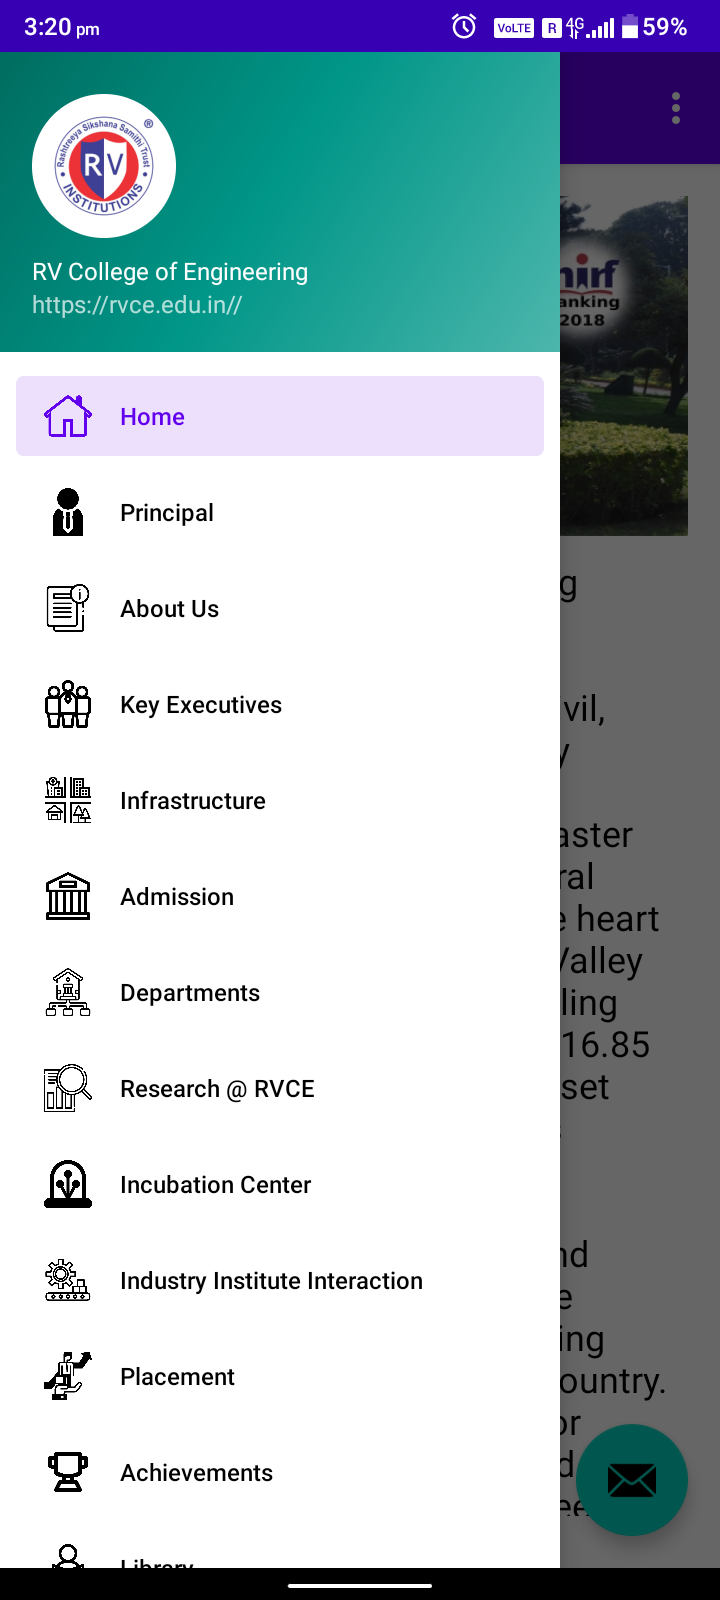 3:20 pm
VoLTE R 4G 59%
Rashtreeya Sikshana Samithi Trust
®
RV
INSTITUTIONS
RV College of Engineering
https://rvce.edu.in//
nirf
anking
2018
Home
Principal
g
About Us
Key Executives
vil,
y
Infrastructure
aster
ral
Admission
e heart
Valley
Departments
ling
16.85
Research @ RVCE
set
Incubation Center
nd
Industry Institute Interaction
e
ing
Placement
ountry.
or
Achievements
d
ee
Library